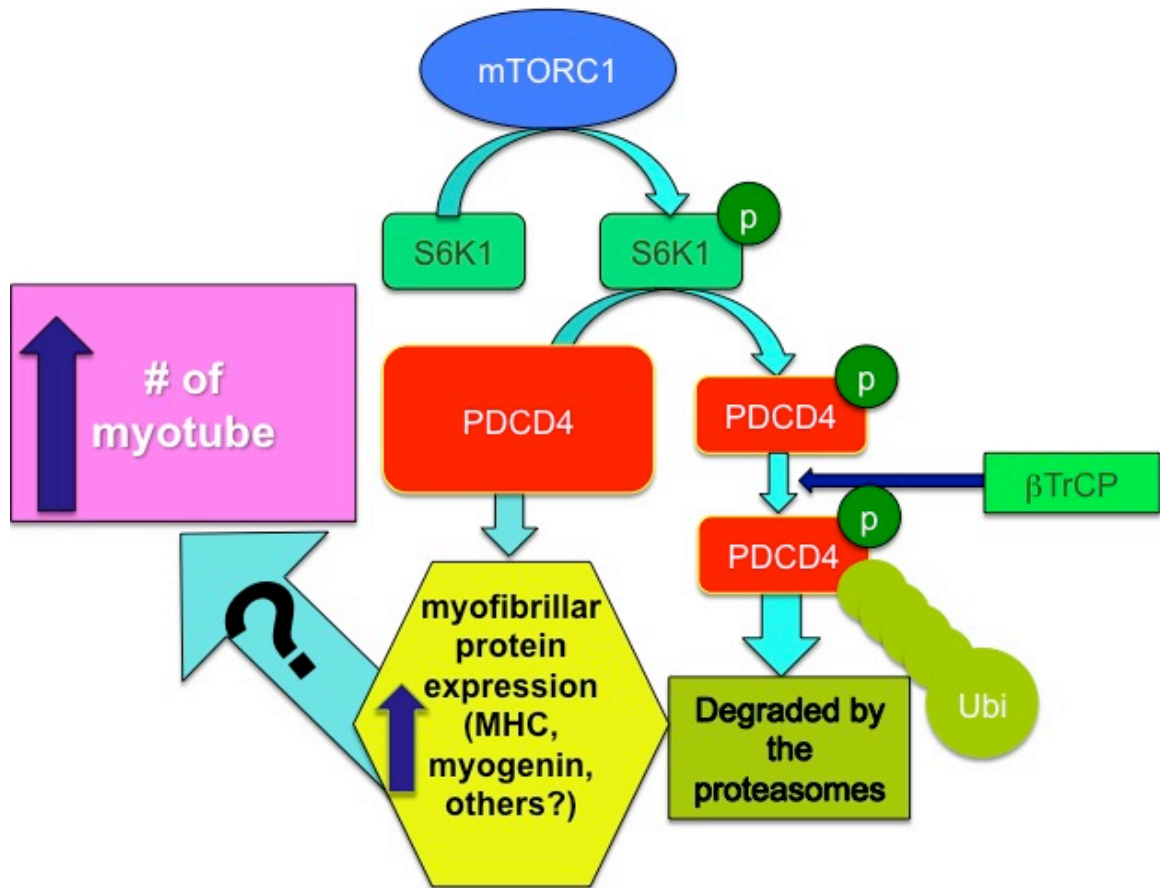 mTORC1
S6K1
S6K1
p
# of
myotube
PDCD4
PDCD4
p
βTrCP
PDCD4
p
myofibrillar
protein
expression
(MHC,
myogenin,
others?)
?
Degraded by
the
proteasomes
Ubi